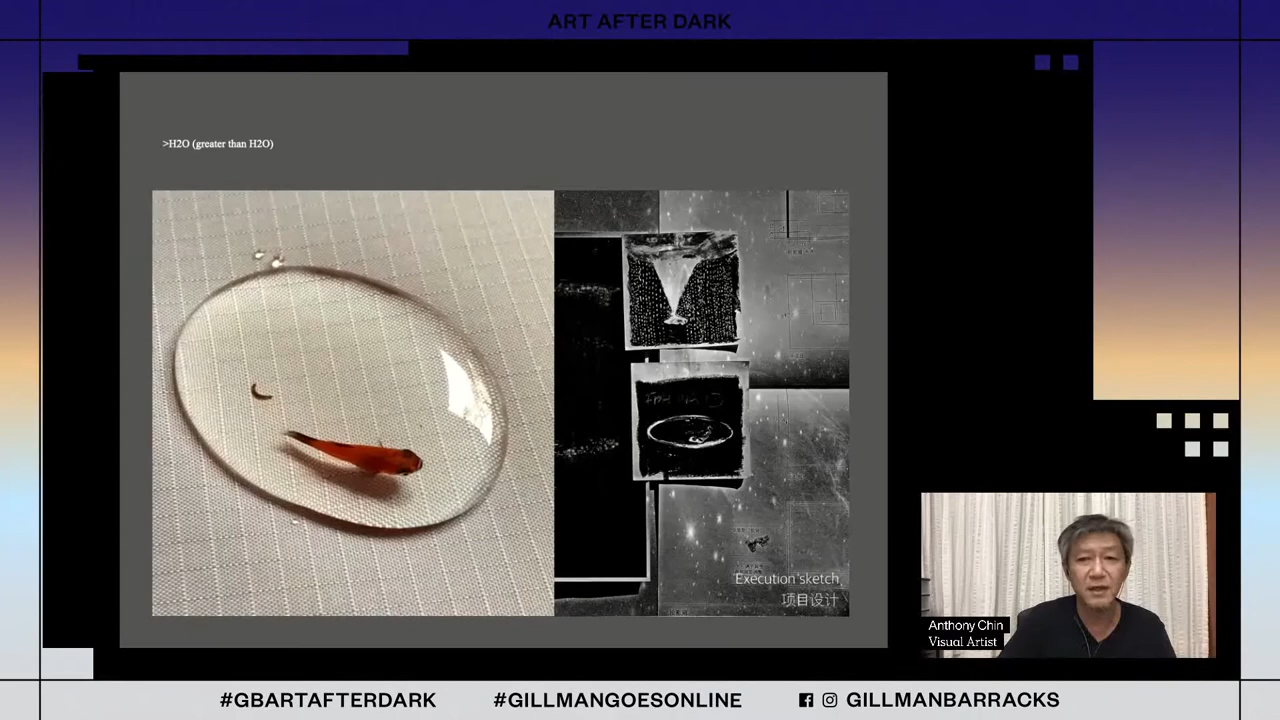 ART AFTER DARK
>H2O (greater than H2O)
Execution sketch
项目设计
Anthony Chin
Visual Artist
#GBARTAFTERDARK
#GILLMANGOESONLINE
GILLMANBARRACKS